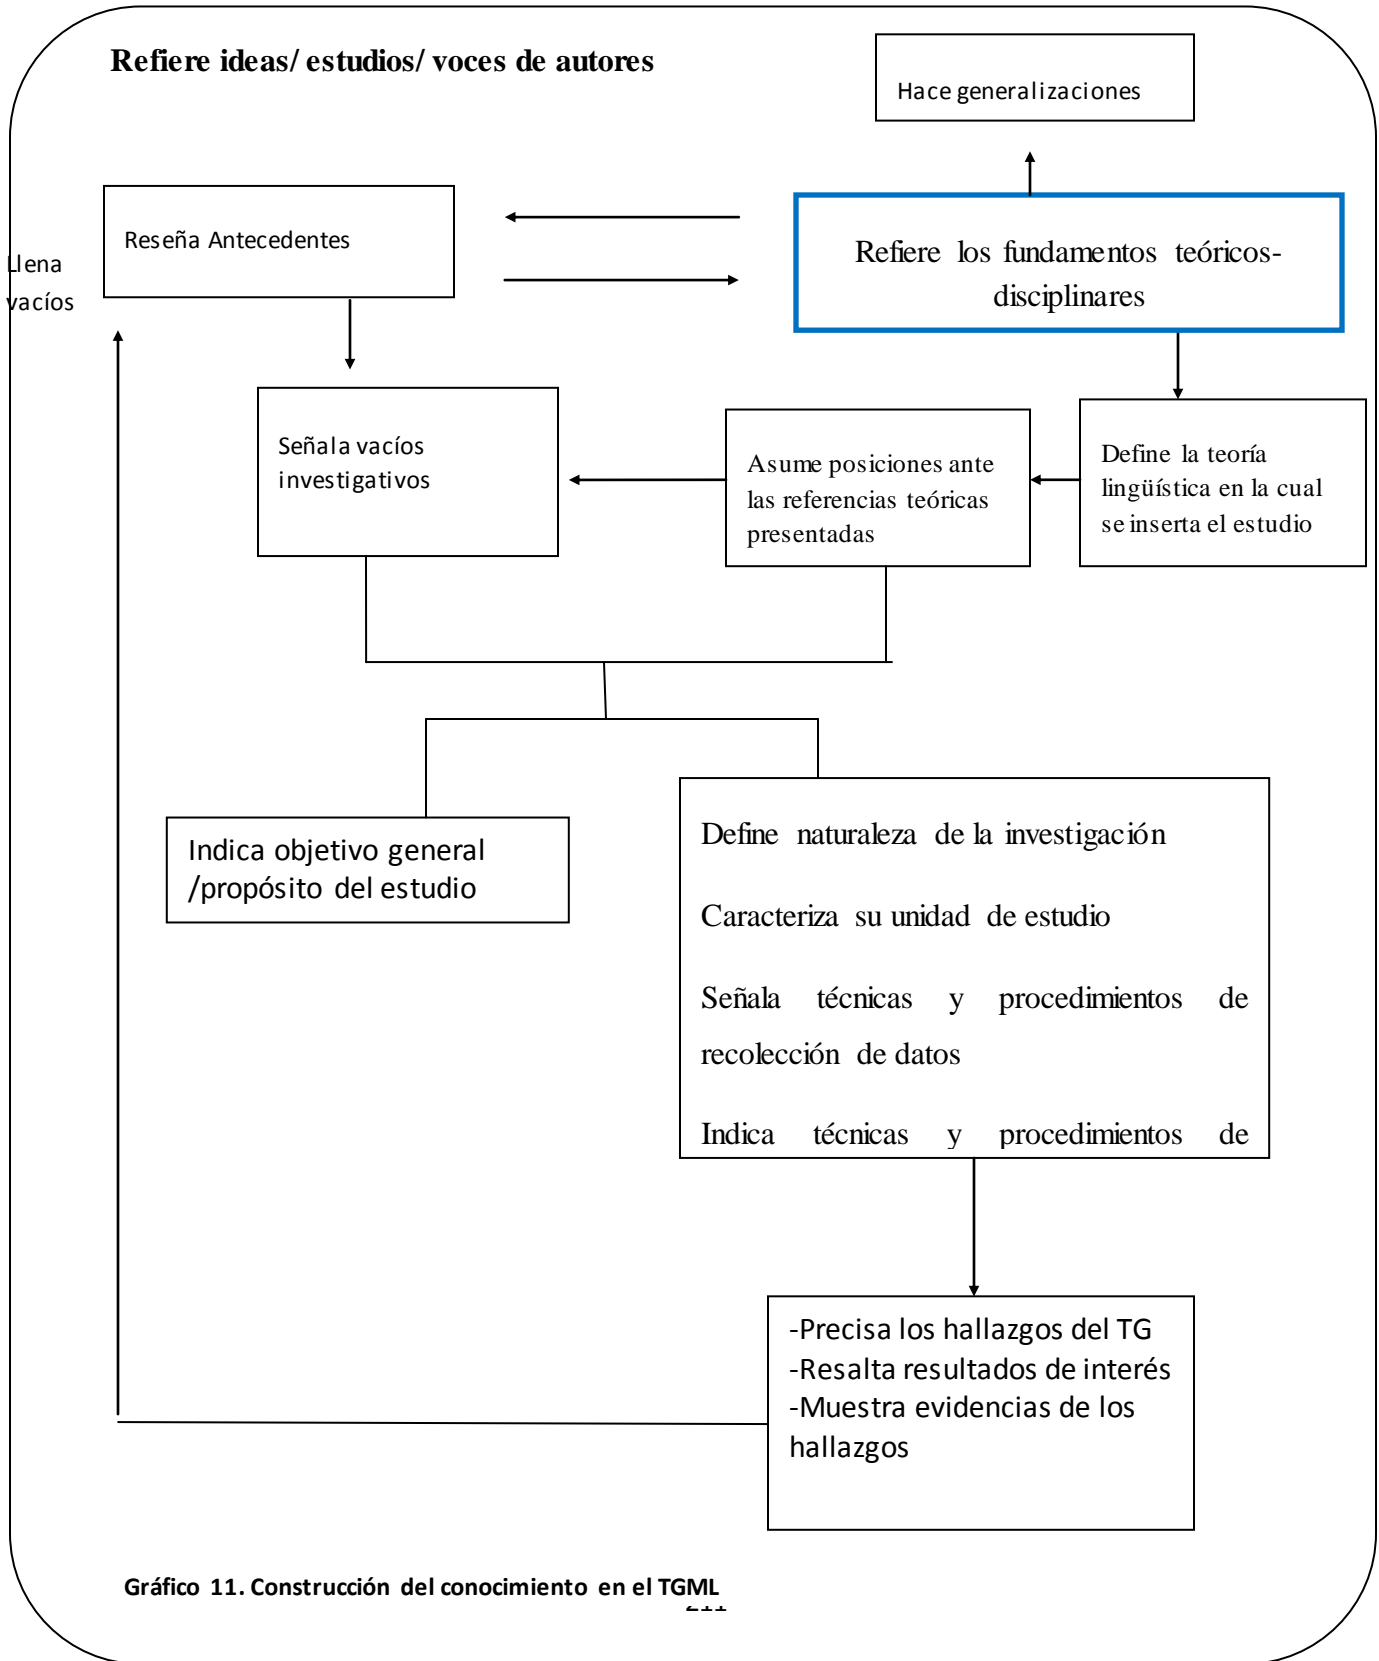 Refiere ideas/ estudios/ voces de autores
Hace generalizaciones
Reseña Antecedentes
Refiere los fundamentos teóricos-
disciplinares
Llena
vacíos
Señala vacíos
investigativos
Asume posiciones ante
las referencias teóricas
presentadas
Define la teoría
lingüística en la cual
se inserta el estudio
Indica objetivo general
/propósito del estudio
Define naturaleza de la investigación
Caracteriza su unidad de estudio
Señala técnicas y procedimientos de
recolección de datos
Indica técnicas y procedimientos de
-Precisa los hallazgos del TG
-Resalta resultados de interés
-Muestra evidencias de los
hallazgos
Gráfico 11. Construcción del conocimiento en el TGML